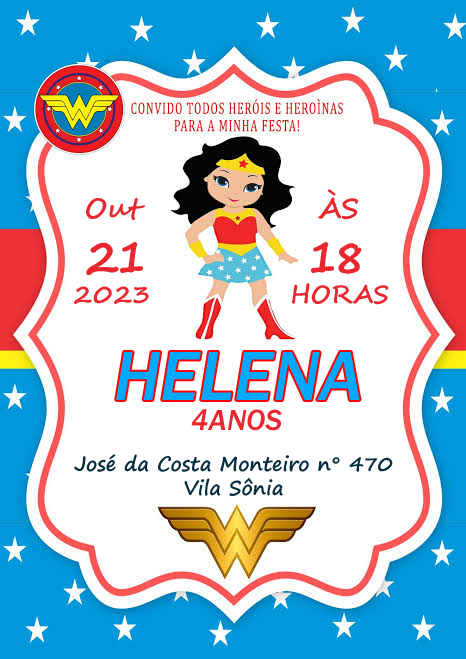 CONVIDO TODOS HERÓIS E HEROÌNAS
PARA A MINHA FESTA!
Out
21
2023
ÀS
18
HORAS
HELENA
4ANOS
José da Costa Monteiro n° 470
Vila Sônia